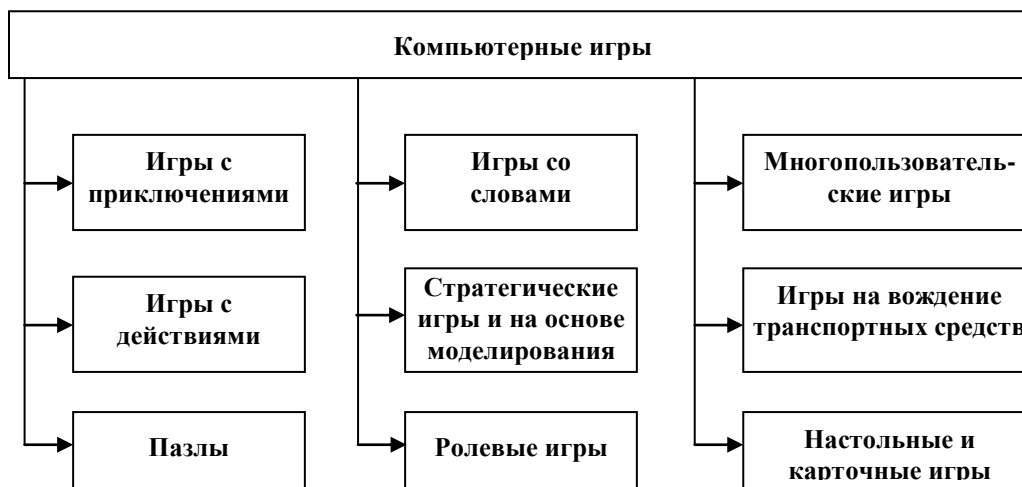 Компьютерные игры
Игры с
приключениями
Игры со
словами
Многопользователь-
ские игры
Игры с
действиями
Стратегические
игры и на основе
моделирования
Игры на вождение
транспортных средств
Пазлы
Ролевые игры
Настольные и
карточные игры